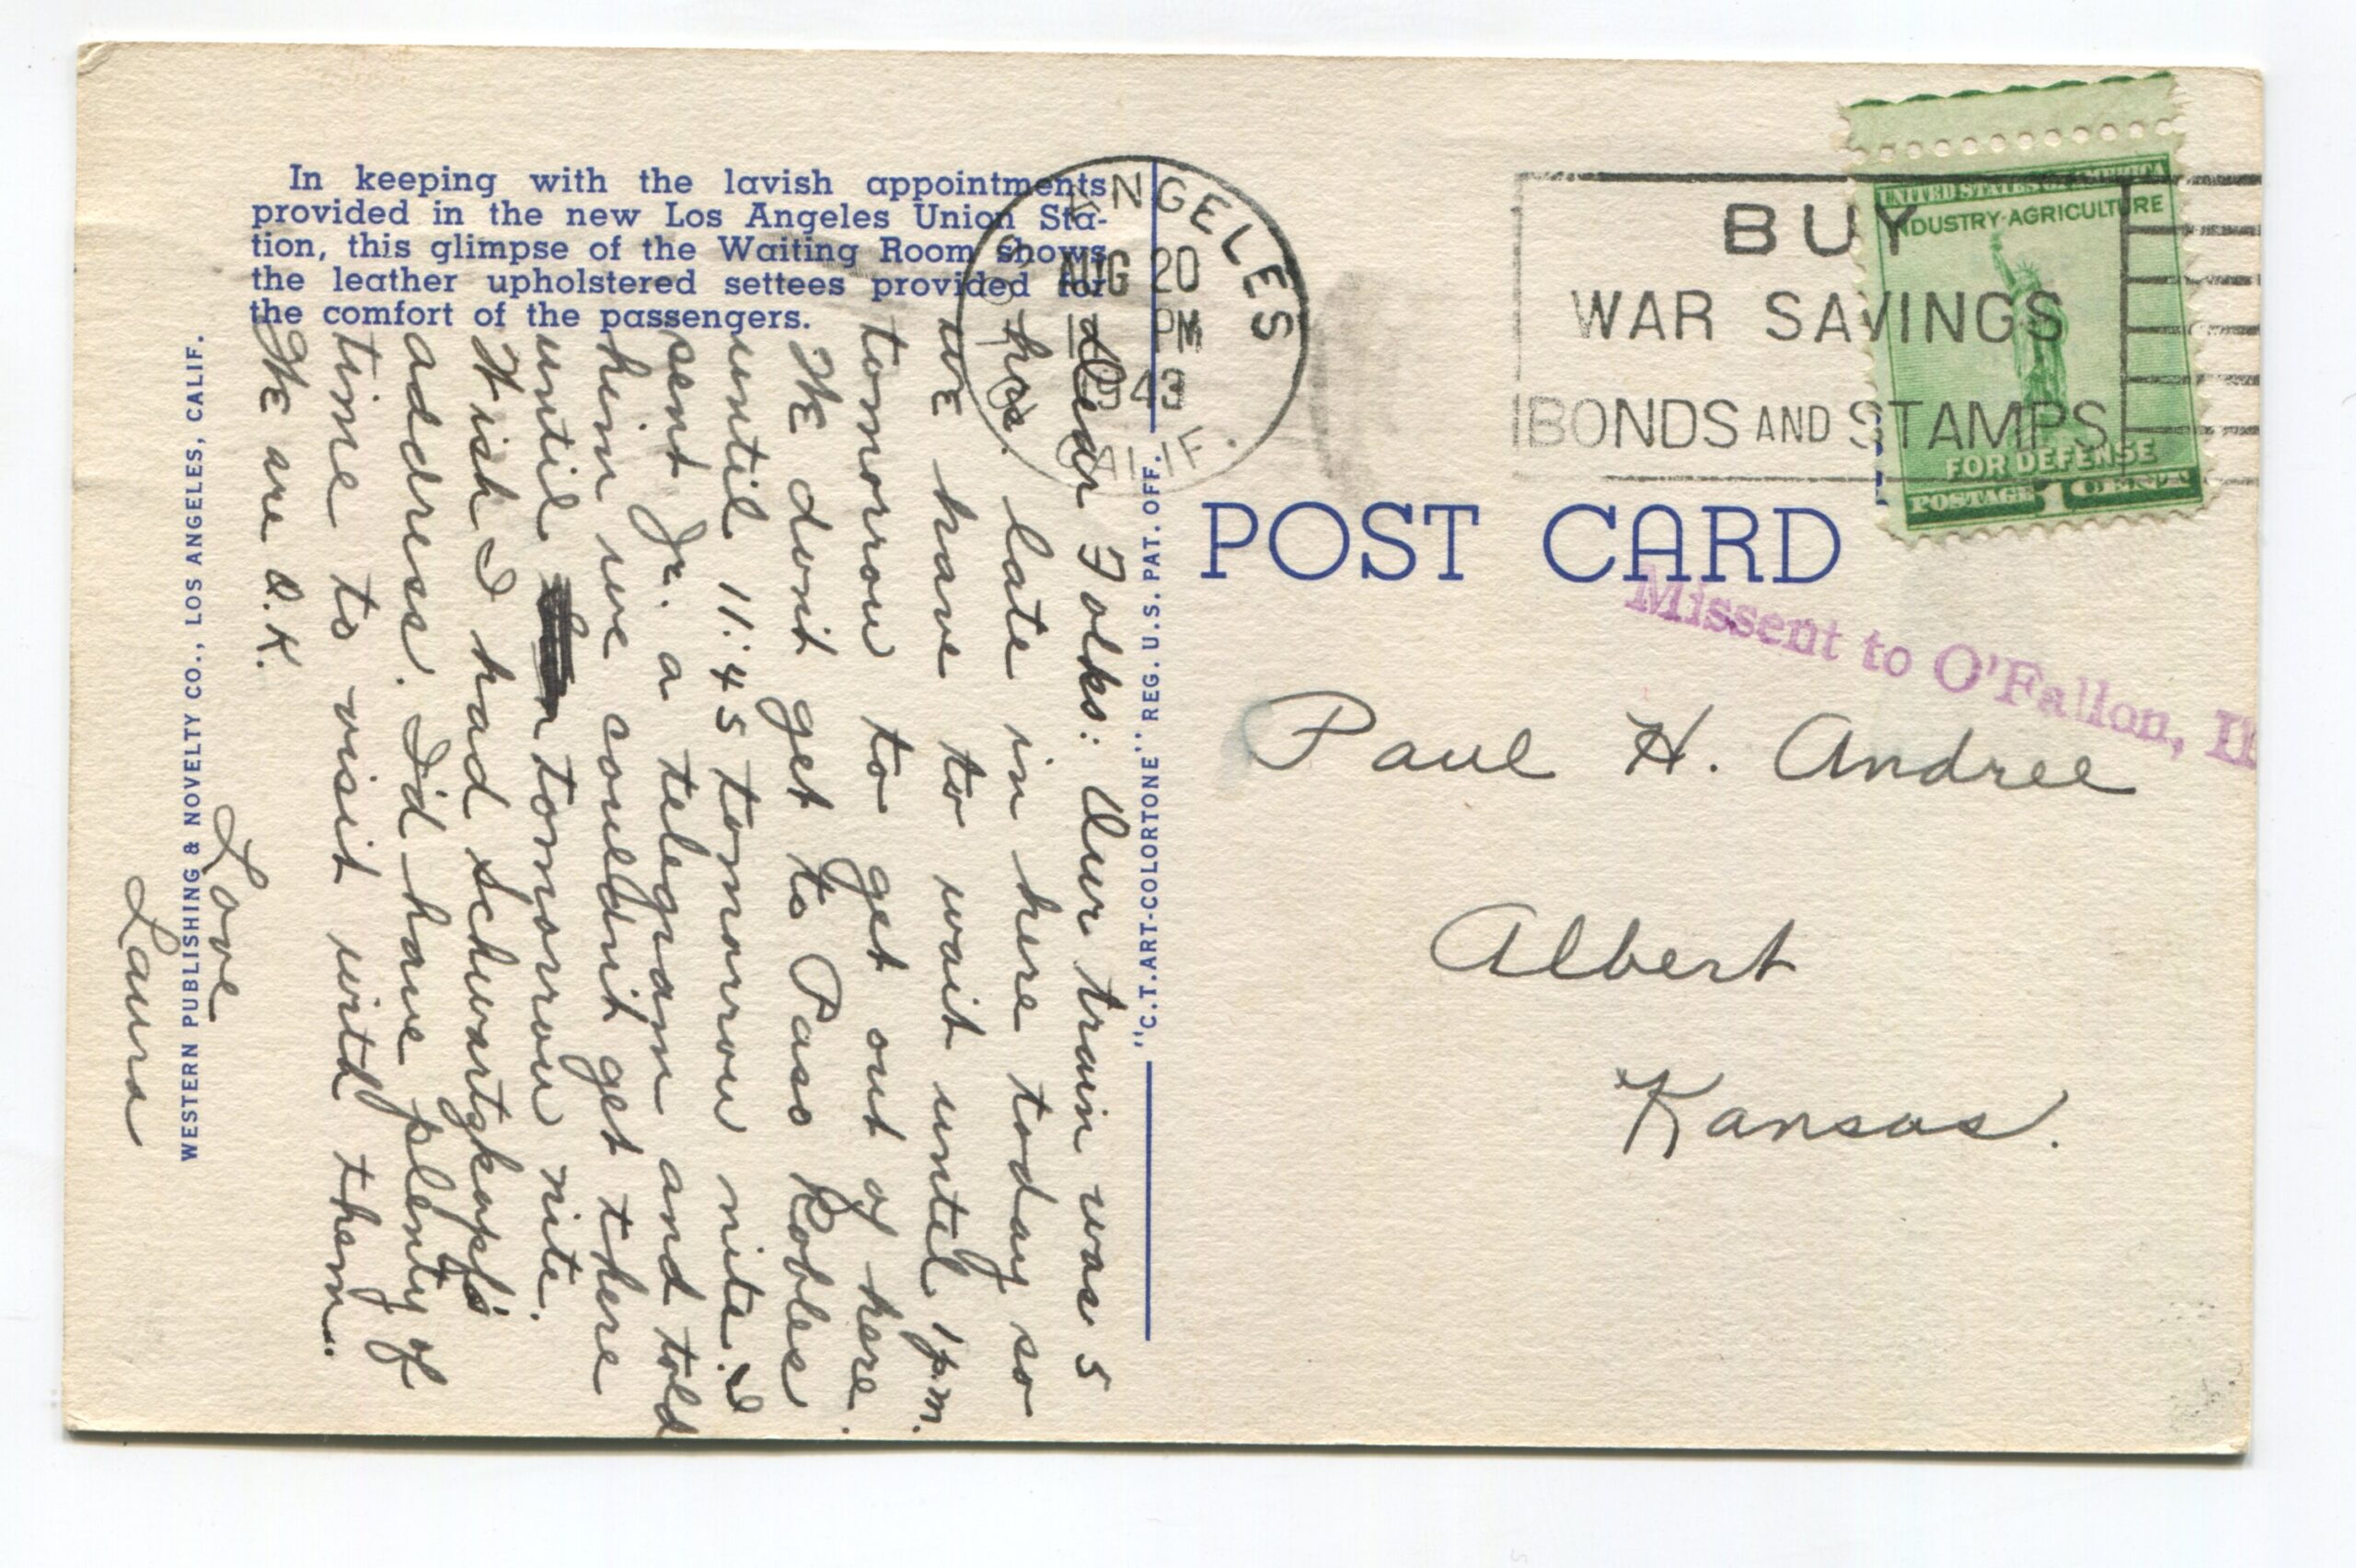 In keeping with the lavish appointments
provided in the new Los Angeles Union Sta-
tion, this glimpse of the Waiting Room shows
the leather upholstered settees provided for
the comfort of the passengers.
Dear Folks: Our train was 5
hrs. late in here today so
we have to wait until 1 p.m.
tomorrow to get out of here.
We dont get to Paso Robles
until 11:45 tomorrow nite. I
sent Jr. a telegram and told
him we couldnt get there
until tomorrow nite.
Wish I had Schwartzkopf's
address. I'd have plenty of
time to visit with them.
We are O.K.
Love
Laura
WESTERN PUBLISHING & NOVELTY CO., LOS ANGELES, CALIF.
"C.T. ART-COLORTONE" REG. U.S. PAT. OFF.
LOS ANGELES
AUG 20
PM
1943
CALIF.
BUY
WAR SAVINGS
BONDS AND STAMPS
UNITED STATES OF AMERICA
INDUSTRY-AGRICULTURE
FOR DEFENSE
POSTAGE 1 CENT
POST CARD
Missent to O'Fallon, Ill
Paul H. Andree
Albert
Kansas.